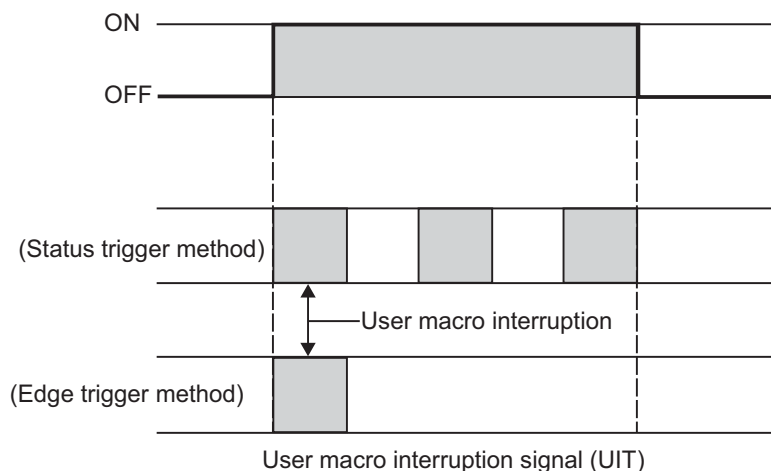 ON
OFF
(Status trigger method)
User macro interruption
(Edge trigger method)
User macro interruption signal (UIT)